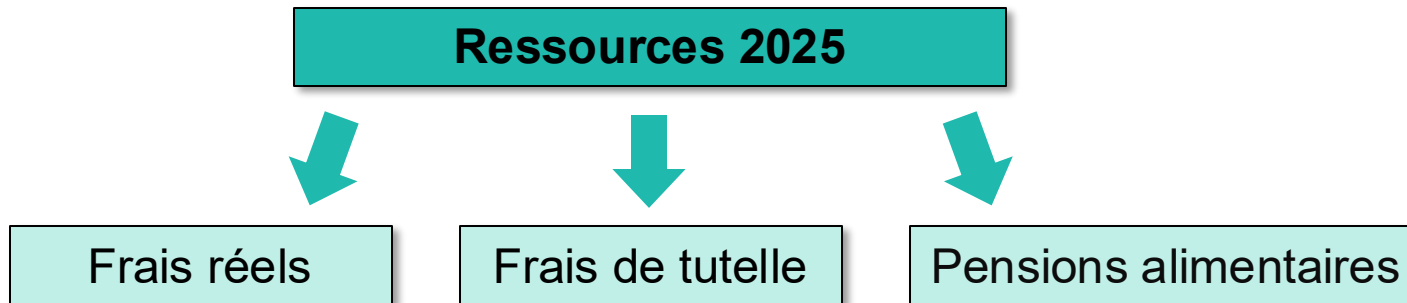 Ressources 2025
Frais réels
Frais de tutelle
Pensions alimentaires